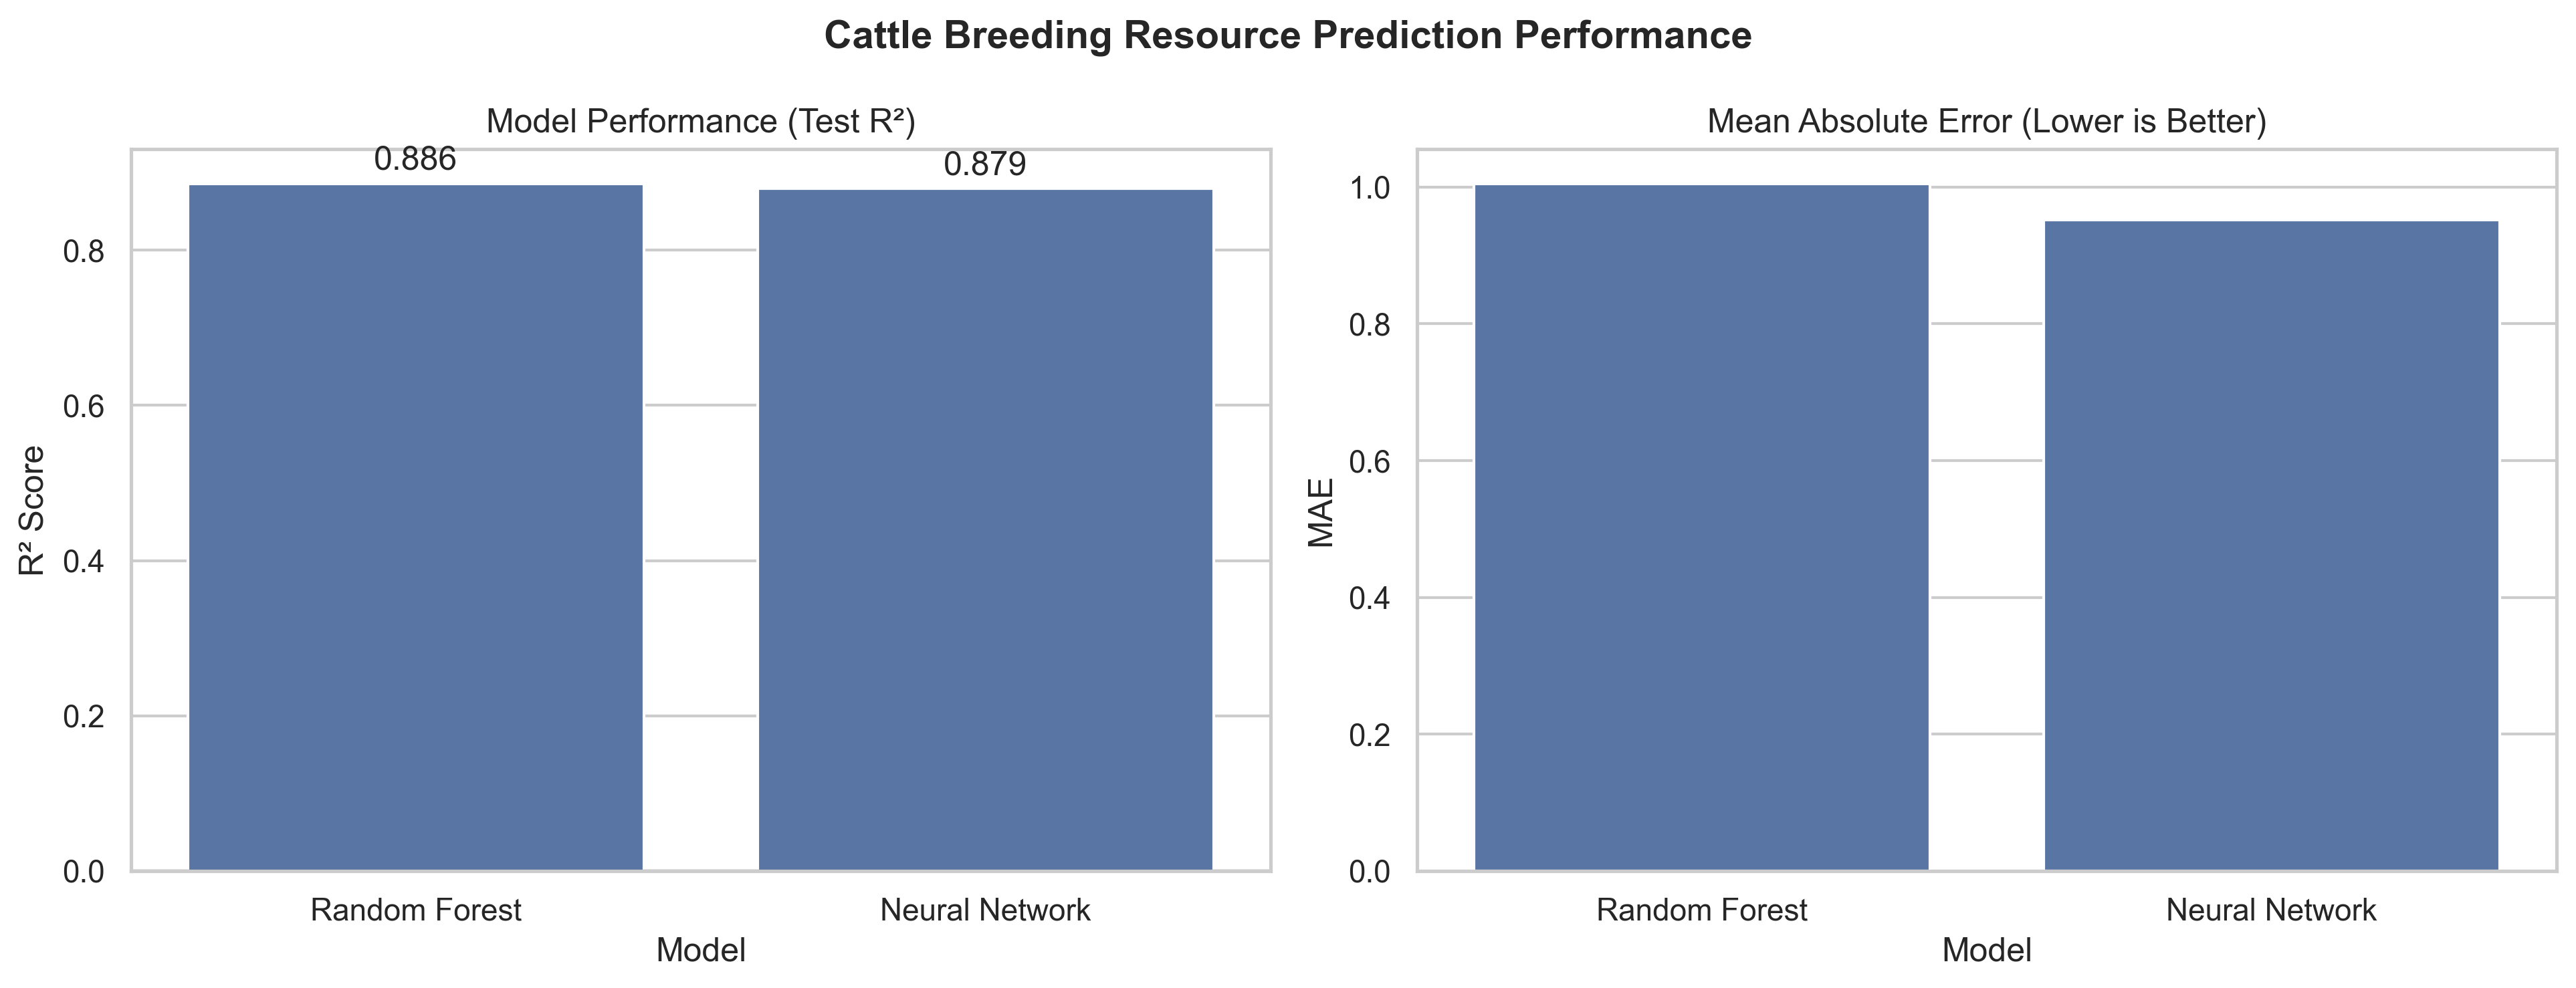 Cattle Breeding Resource Prediction Performance
Model Performance (Test R²)
0.886
0.879
0.8
0.6
0.4
0.2
0.0
R² Score
Random Forest
Neural Network
Model
Mean Absolute Error (Lower is Better)
1.0
0.8
0.6
0.4
0.2
0.0
MAE
Random Forest
Neural Network
Model